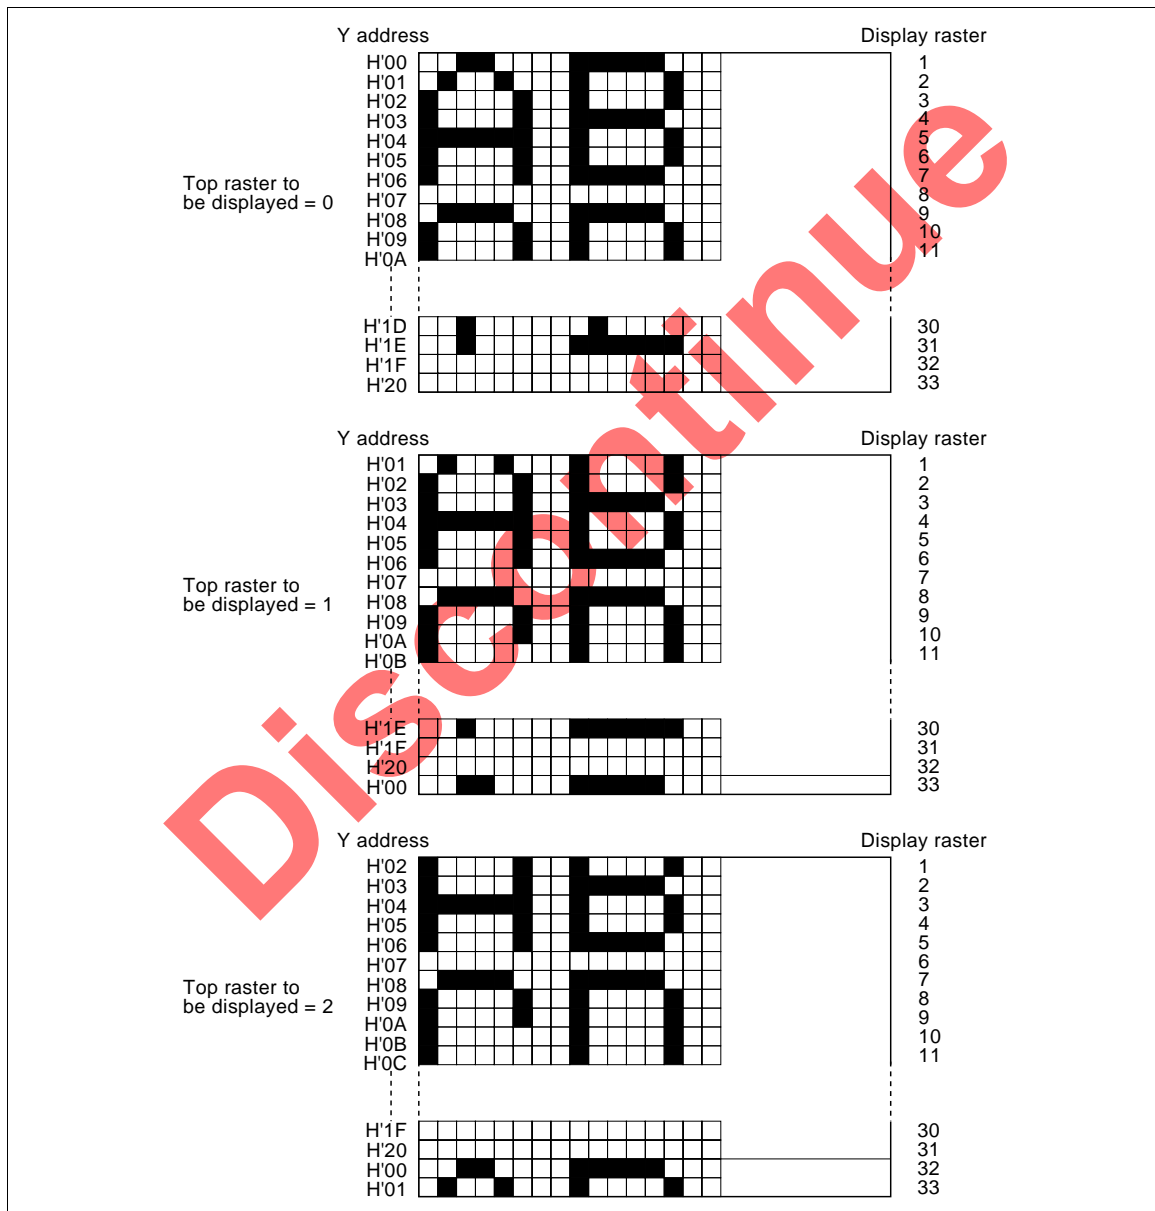 Y address Display raster
H'00 1
H'01 2
H'02 3
H'03 4
H'04 5
H'05 6
H'06 7
Top raster to
be displayed = 0
H'07 8
H'08 9
H'09 10
H'0A 11
H'1D 30
H'1E 31
H'1F 32
H'20 33
Y address Display raster
H'01 1
H'02 2
H'03 3
H'04 4
H'05 5
H'06 6
H'07 7
Top raster to
be displayed = 1
H'08 8
H'09 9
H'0A 10
H'0B 11
H'1E 30
H'1F 31
H'20 32
H'00 33
Y address Display raster
H'02 1
H'03 2
H'04 3
H'05 4
H'06 5
H'07 6
H'08 7
Top raster to
be displayed = 2
H'09 8
H'0A 9
H'0B 10
H'0C 11
H'1F 30
H'20 31
H'00 32
H'01 33
Discontinue